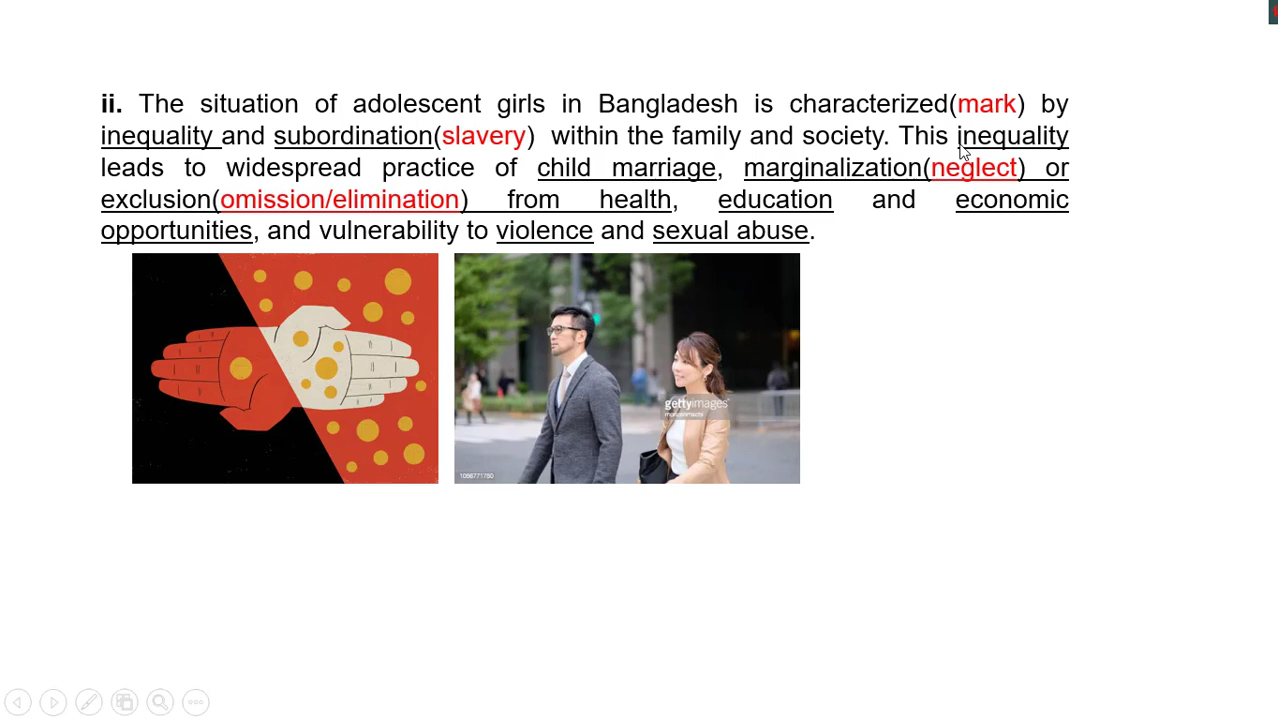 ii. The situation of adolescent girls in Bangladesh is characterized(mark) by
inequality and subordination(slavery) within the family and society. This inequality
leads to widespread practice of child marriage, marginalization(neglect) or
exclusion(omission/elimination) from health, education and economic
opportunities, and vulnerability to violence and sexual abuse.
gettyimages
1056771780